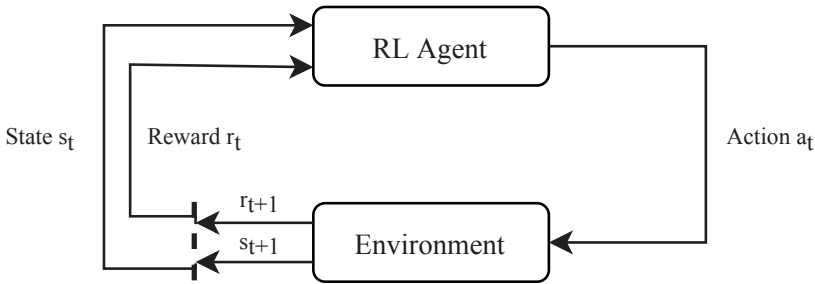 RL Agent
State sₜ
Reward rₜ
Action aₜ
rₜ₊₁
sₜ₊₁
Environment